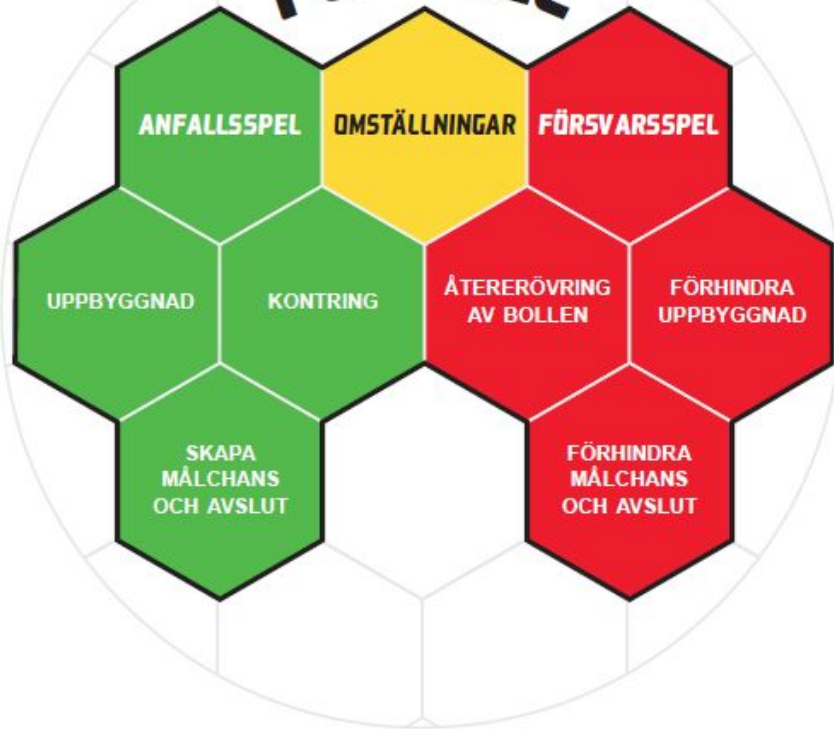 ANFALLSSPEL
OMSTÄLLNINGAR
FÖRSVARSSPEL
UPPBYGGNAD
KONTRING
ÅTERERÖVRING
AV BOLLEN
FÖRHINDRA
UPPBYGGNAD
SKAPA
MÅLCHANS
OCH AVSLUT
FÖRHINDRA
MÅLCHANS
OCH AVSLUT